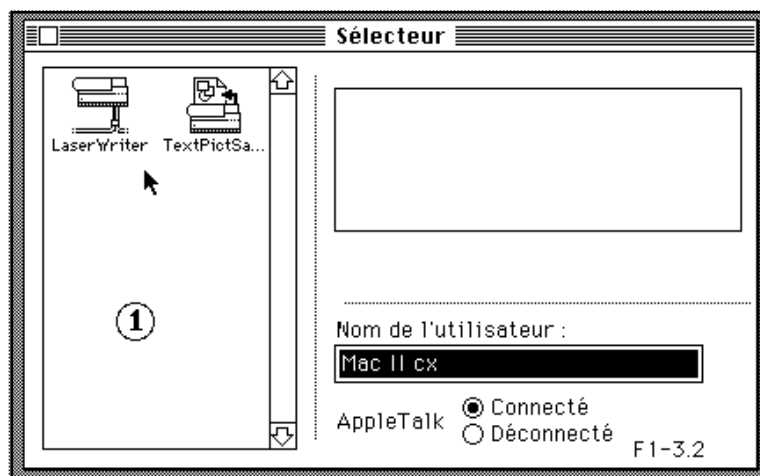 Sélecteur
LaserWriter TextPictSa...
1
Nom de l'utilisateur :
Mac II cx
AppleTalk Connecté
Déconnecté
F1-3.2